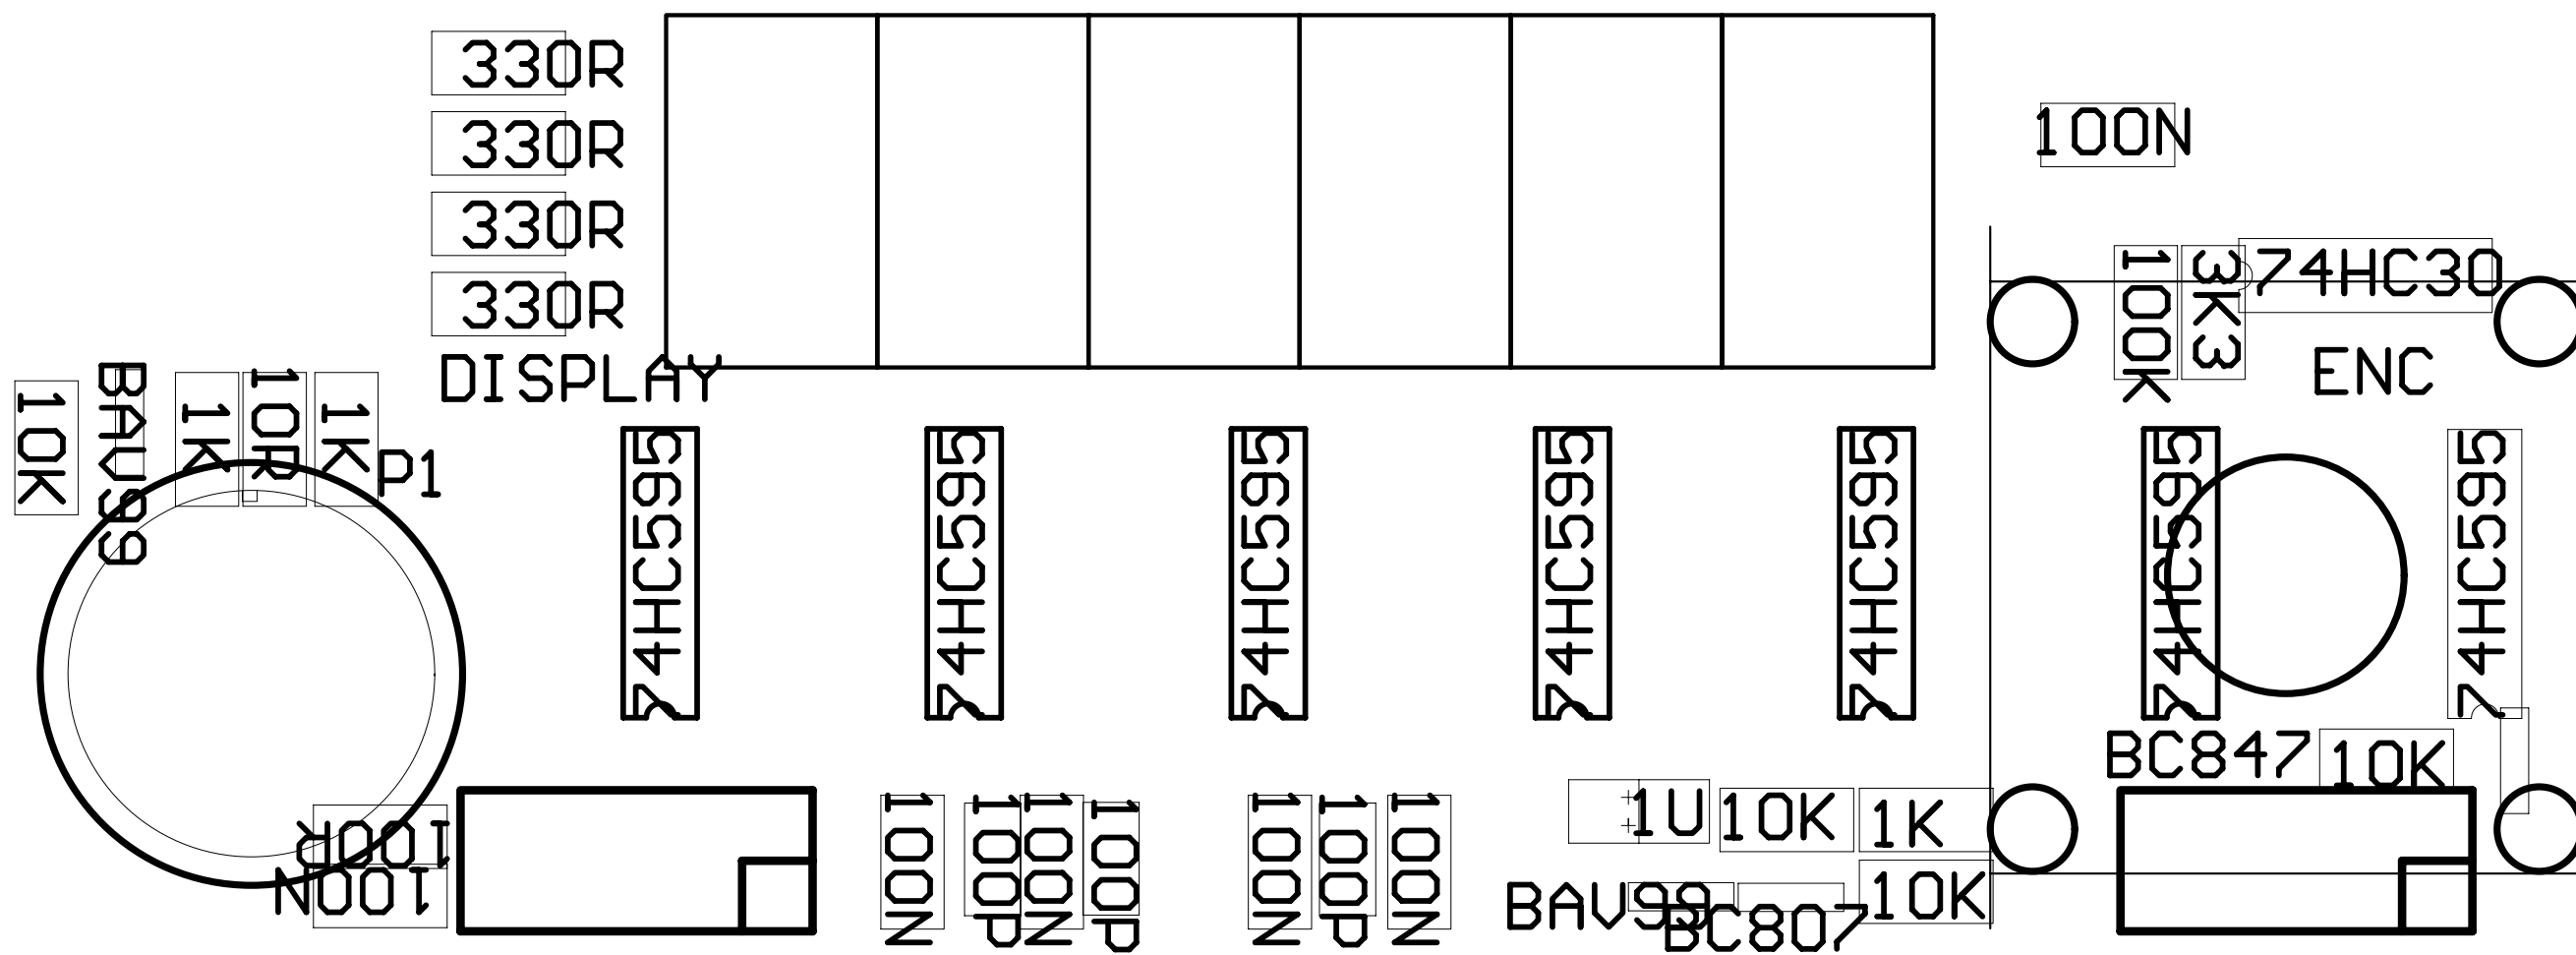 330R
330R
330R
330R
DISPLAY
100N
100K
3K3
74HC30
ENC
10K
BAV99
1K
10R
1K
P1
74HC595
74HC595
74HC595
74HC595
74HC595
74HC595
74HC595
BC847
10K
100R
100N
100N
100P
100N
100P
100N
100P
100N
1U
10K
1K
BAV99
BC807
10K